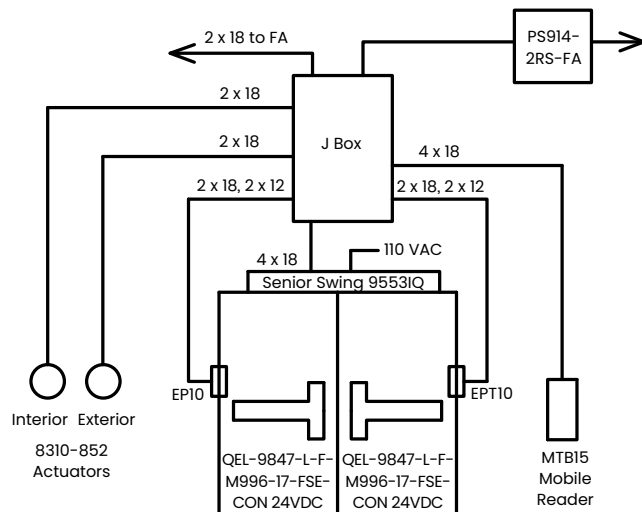 2 x 18 to FA
PS914-
2RS-FA
2 x 18
J Box
2 x 18
4 x 18
2 x 18, 2 x 12
2 x 18, 2 x 12
110 VAC
4 x 18
Senior Swing 9553IQ
EP10
EPT10
Interior
Exterior
8310-852
Actuators
QEL-9847-L-F-
M996-17-FSE-
CON 24VDC
QEL-9847-L-F-
M996-17-FSE-
CON 24VDC
MTB15
Mobile
Reader